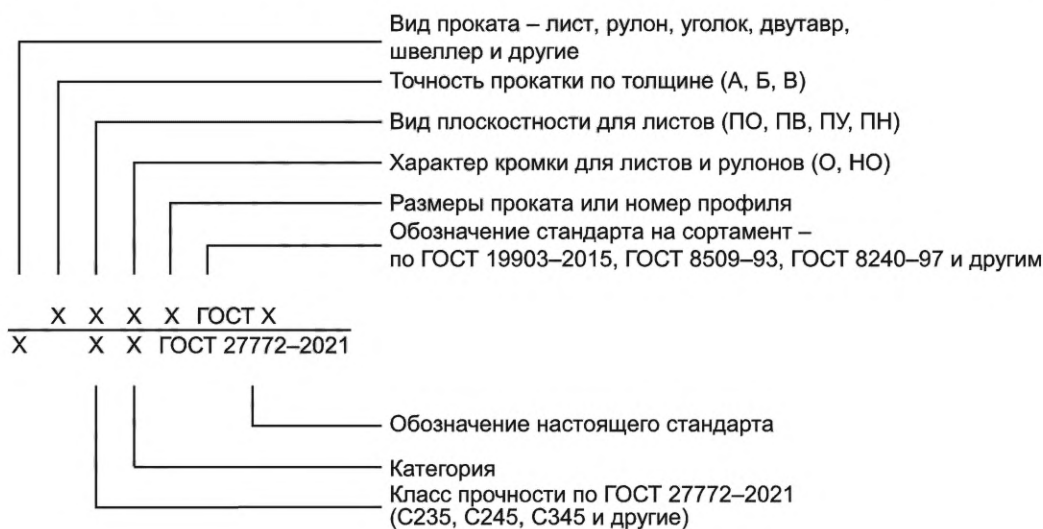 Вид проката – лист, рулон, уголок, двутавр,
швеллер и другие
Точность прокатки по толщине (А, Б, В)
Вид плоскостности для листов (ПО, ПВ, ПУ, ПН)
Характер кромки для листов и рулонов (О, НО)
Размеры проката или номер профиля
Обозначение стандарта на сортамент –
по ГОСТ 19903–2015, ГОСТ 8509–93, ГОСТ 8240–97 и другим
Х Х Х Х ГОСТ Х
Х Х Х ГОСТ 27772–2021
Обозначение настоящего стандарта
Категория
Класс прочности по ГОСТ 27772–2021
(С235, С245, С345 и другие)